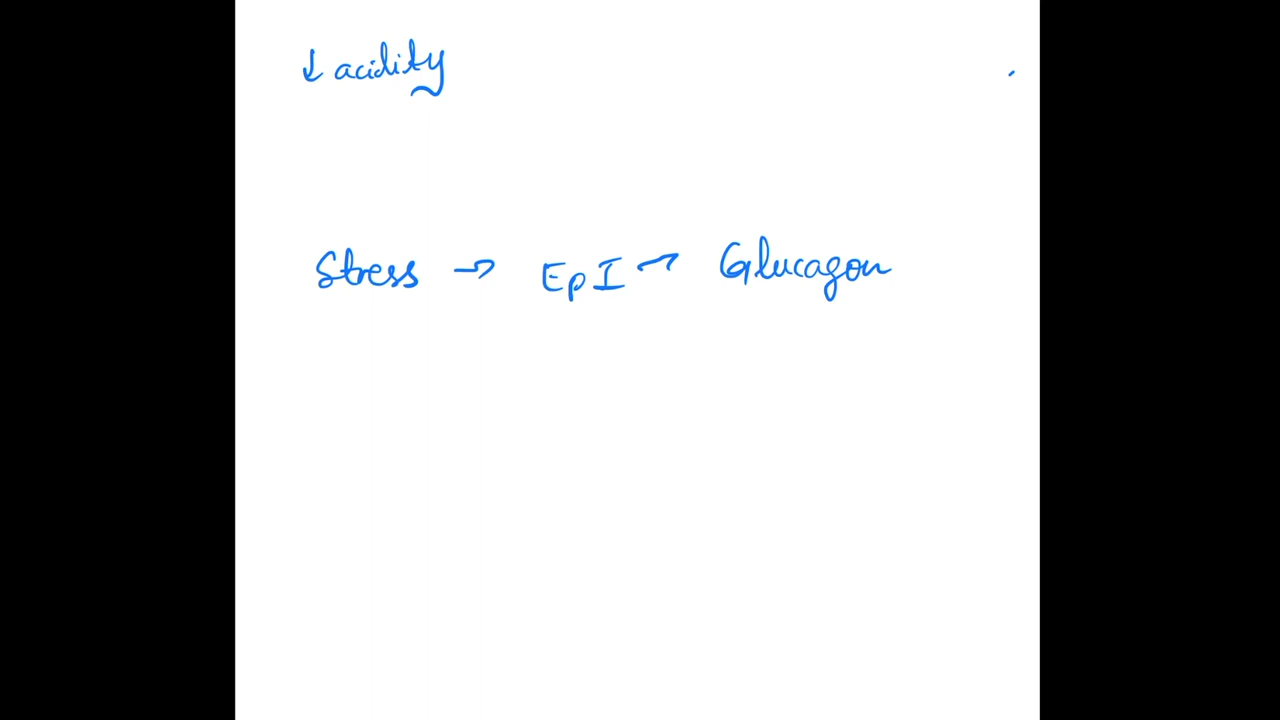 ↓ acidity
Stress → EpI → Glucagon